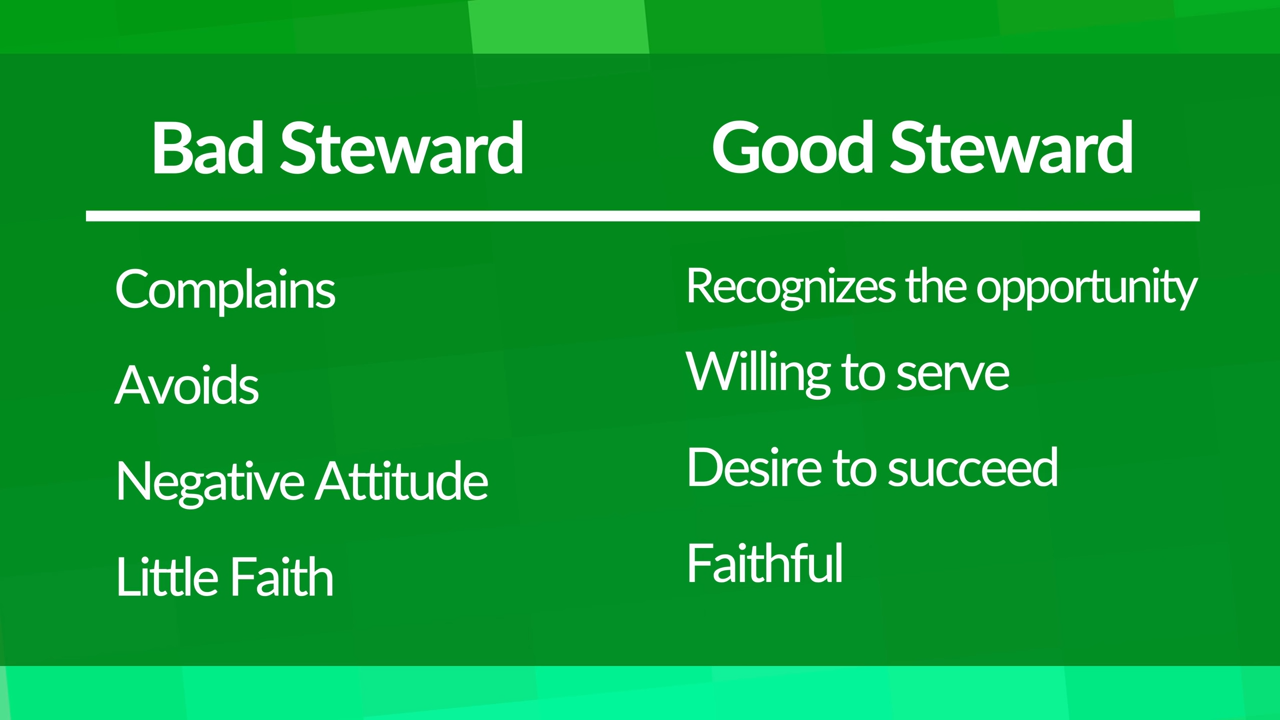 Bad Steward
Good Steward
Complains
Avoids
Negative Attitude
Little Faith
Recognizes the opportunity
Willing to serve
Desire to succeed
Faithful